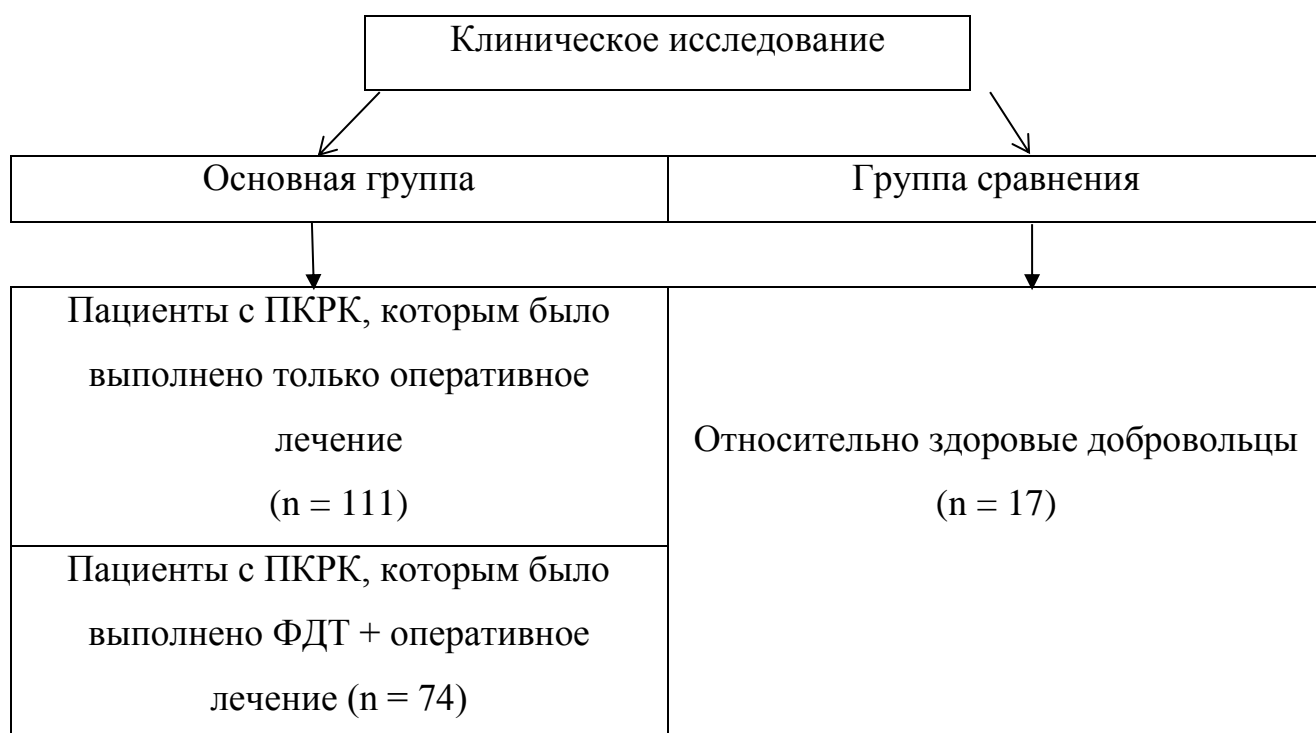 Клиническое исследование
Основная группа
Группа сравнения
Пациенты с ПКРК, которым было
выполнено только оперативное
лечение
(n = 111)
Относительно здоровые добровольцы
(n = 17)
Пациенты с ПКРК, которым было
выполнено ФДТ + оперативное
лечение (n = 74)